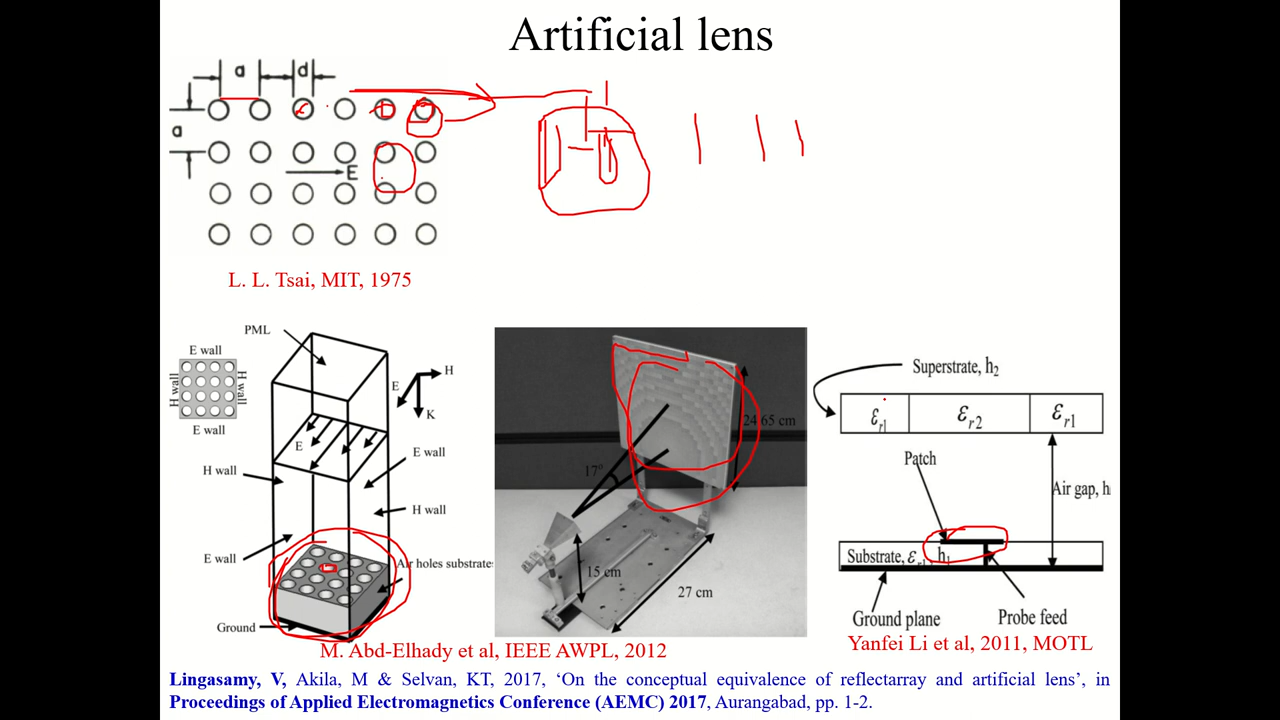 Artificial lens
a
d
a
E
L. L. Tsai, MIT, 1975
PML
E wall
H wall
H wall
E wall
E
H
K
E
E wall
H wall
H wall
E wall
Air holes substrate
Ground
24.65 cm
17°
15 cm
27 cm
M. Abd-Elhady et al, IEEE AWPL, 2012
Superstrate, h2
εr1
εr2
εr1
Patch
Air gap, h
Substrate, εr1, h1
Ground plane
Probe feed
Yanfei Li et al, 2011, MOTL
Lingasamy, V, Akila, M & Selvan, KT, 2017, ‘On the conceptual equivalence of reflectarray and artificial lens’, in
Proceedings of Applied Electromagnetics Conference (AEMC) 2017, Aurangabad, pp. 1-2.